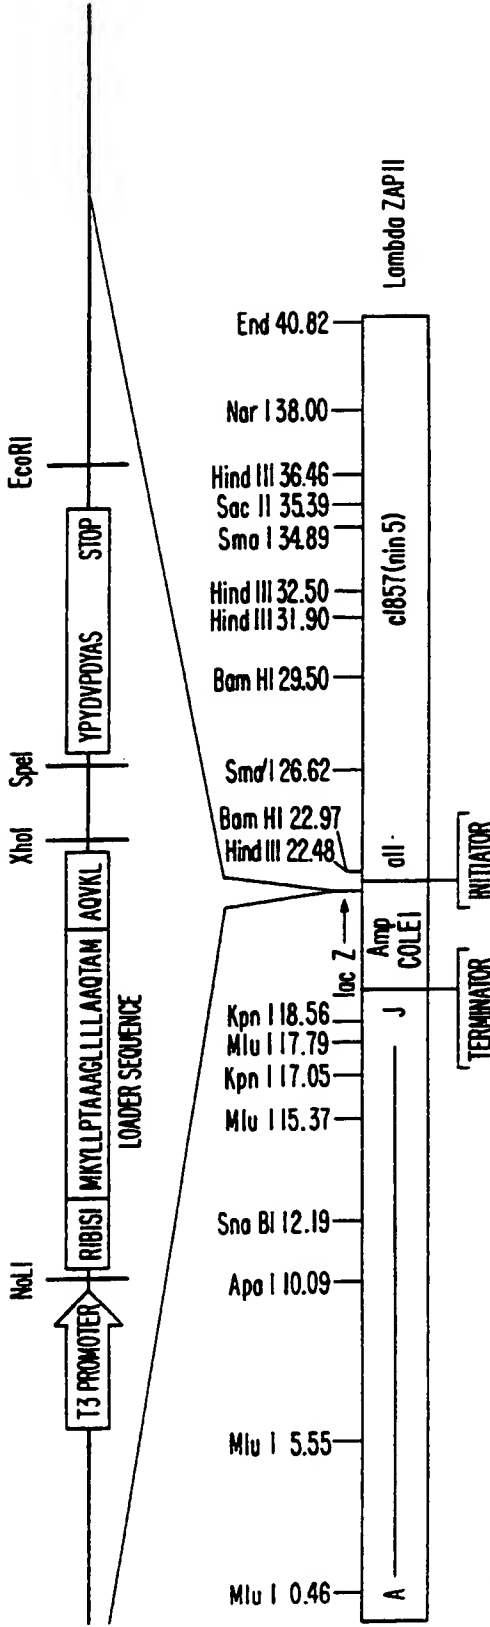 NoLI
XhoI
SpeI
EcoRI
T3 PROMOTER
RIBISI
MKYLLPTAAAGLLLLAAQTAM
AQVKL
YPYDVPDYAS
STOP
LOADER SEQUENCE
Mlu I 0.46
Mlu I 5.55
Apa I 10.09
Sna BI 12.19
Mlu I 15.37
Kpn I 17.05
Mlu I 17.79
Kpn I 18.56
lac Z
Hind III 22.48
Bam HI 22.97
Sma I 26.62
Bam HI 29.50
Hind III 31.90
Hind III 32.50
Sma I 34.89
Sac II 35.39
Hind III 36.46
Nar I 38.00
End 40.82
A
J
Amp
COLEI
all
cI857(nin5)
Lambda ZAPII
TERMINATOR
INITIATOR